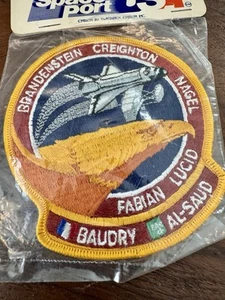 Space
port
USA
BRANDENSTEIN CREIGHTON NAGEL
FABIAN LUCID
BAUDRY AL-SAUD